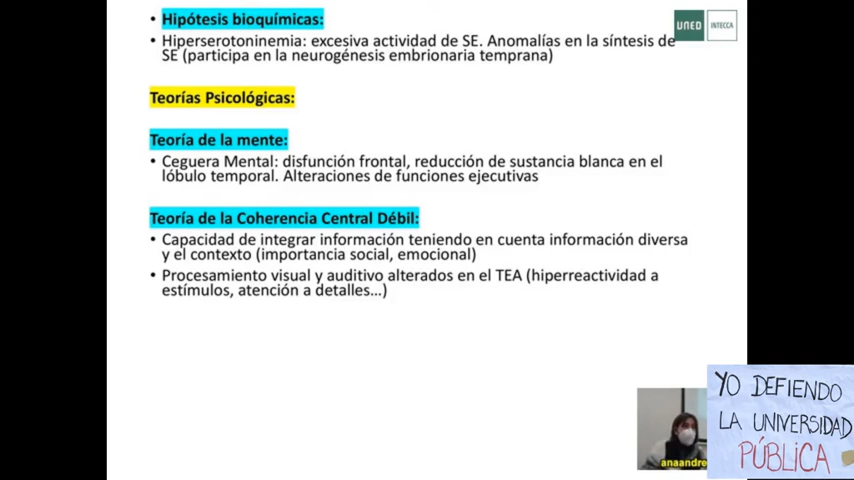 • Hipótesis bioquímicas:
• Hiperserotoninemia: excesiva actividad de SE. Anomalías en la síntesis de
SE (participa en la neurogénesis embrionaria temprana)
UNED
INTECCA
Teorías Psicológicas:
Teoría de la mente:
• Ceguera Mental: disfunción frontal, reducción de sustancia blanca en el
lóbulo temporal. Alteraciones de funciones ejecutivas
Teoría de la Coherencia Central Débil:
• Capacidad de integrar información teniendo en cuenta información diversa
y el contexto (importancia social, emocional)
• Procesamiento visual y auditivo alterados en el TEA (hiperreactividad a
estímulos, atención a detalles...)
anaandre
YO DEFIENDO
LA UNIVERSIDAD
PÚBLICA